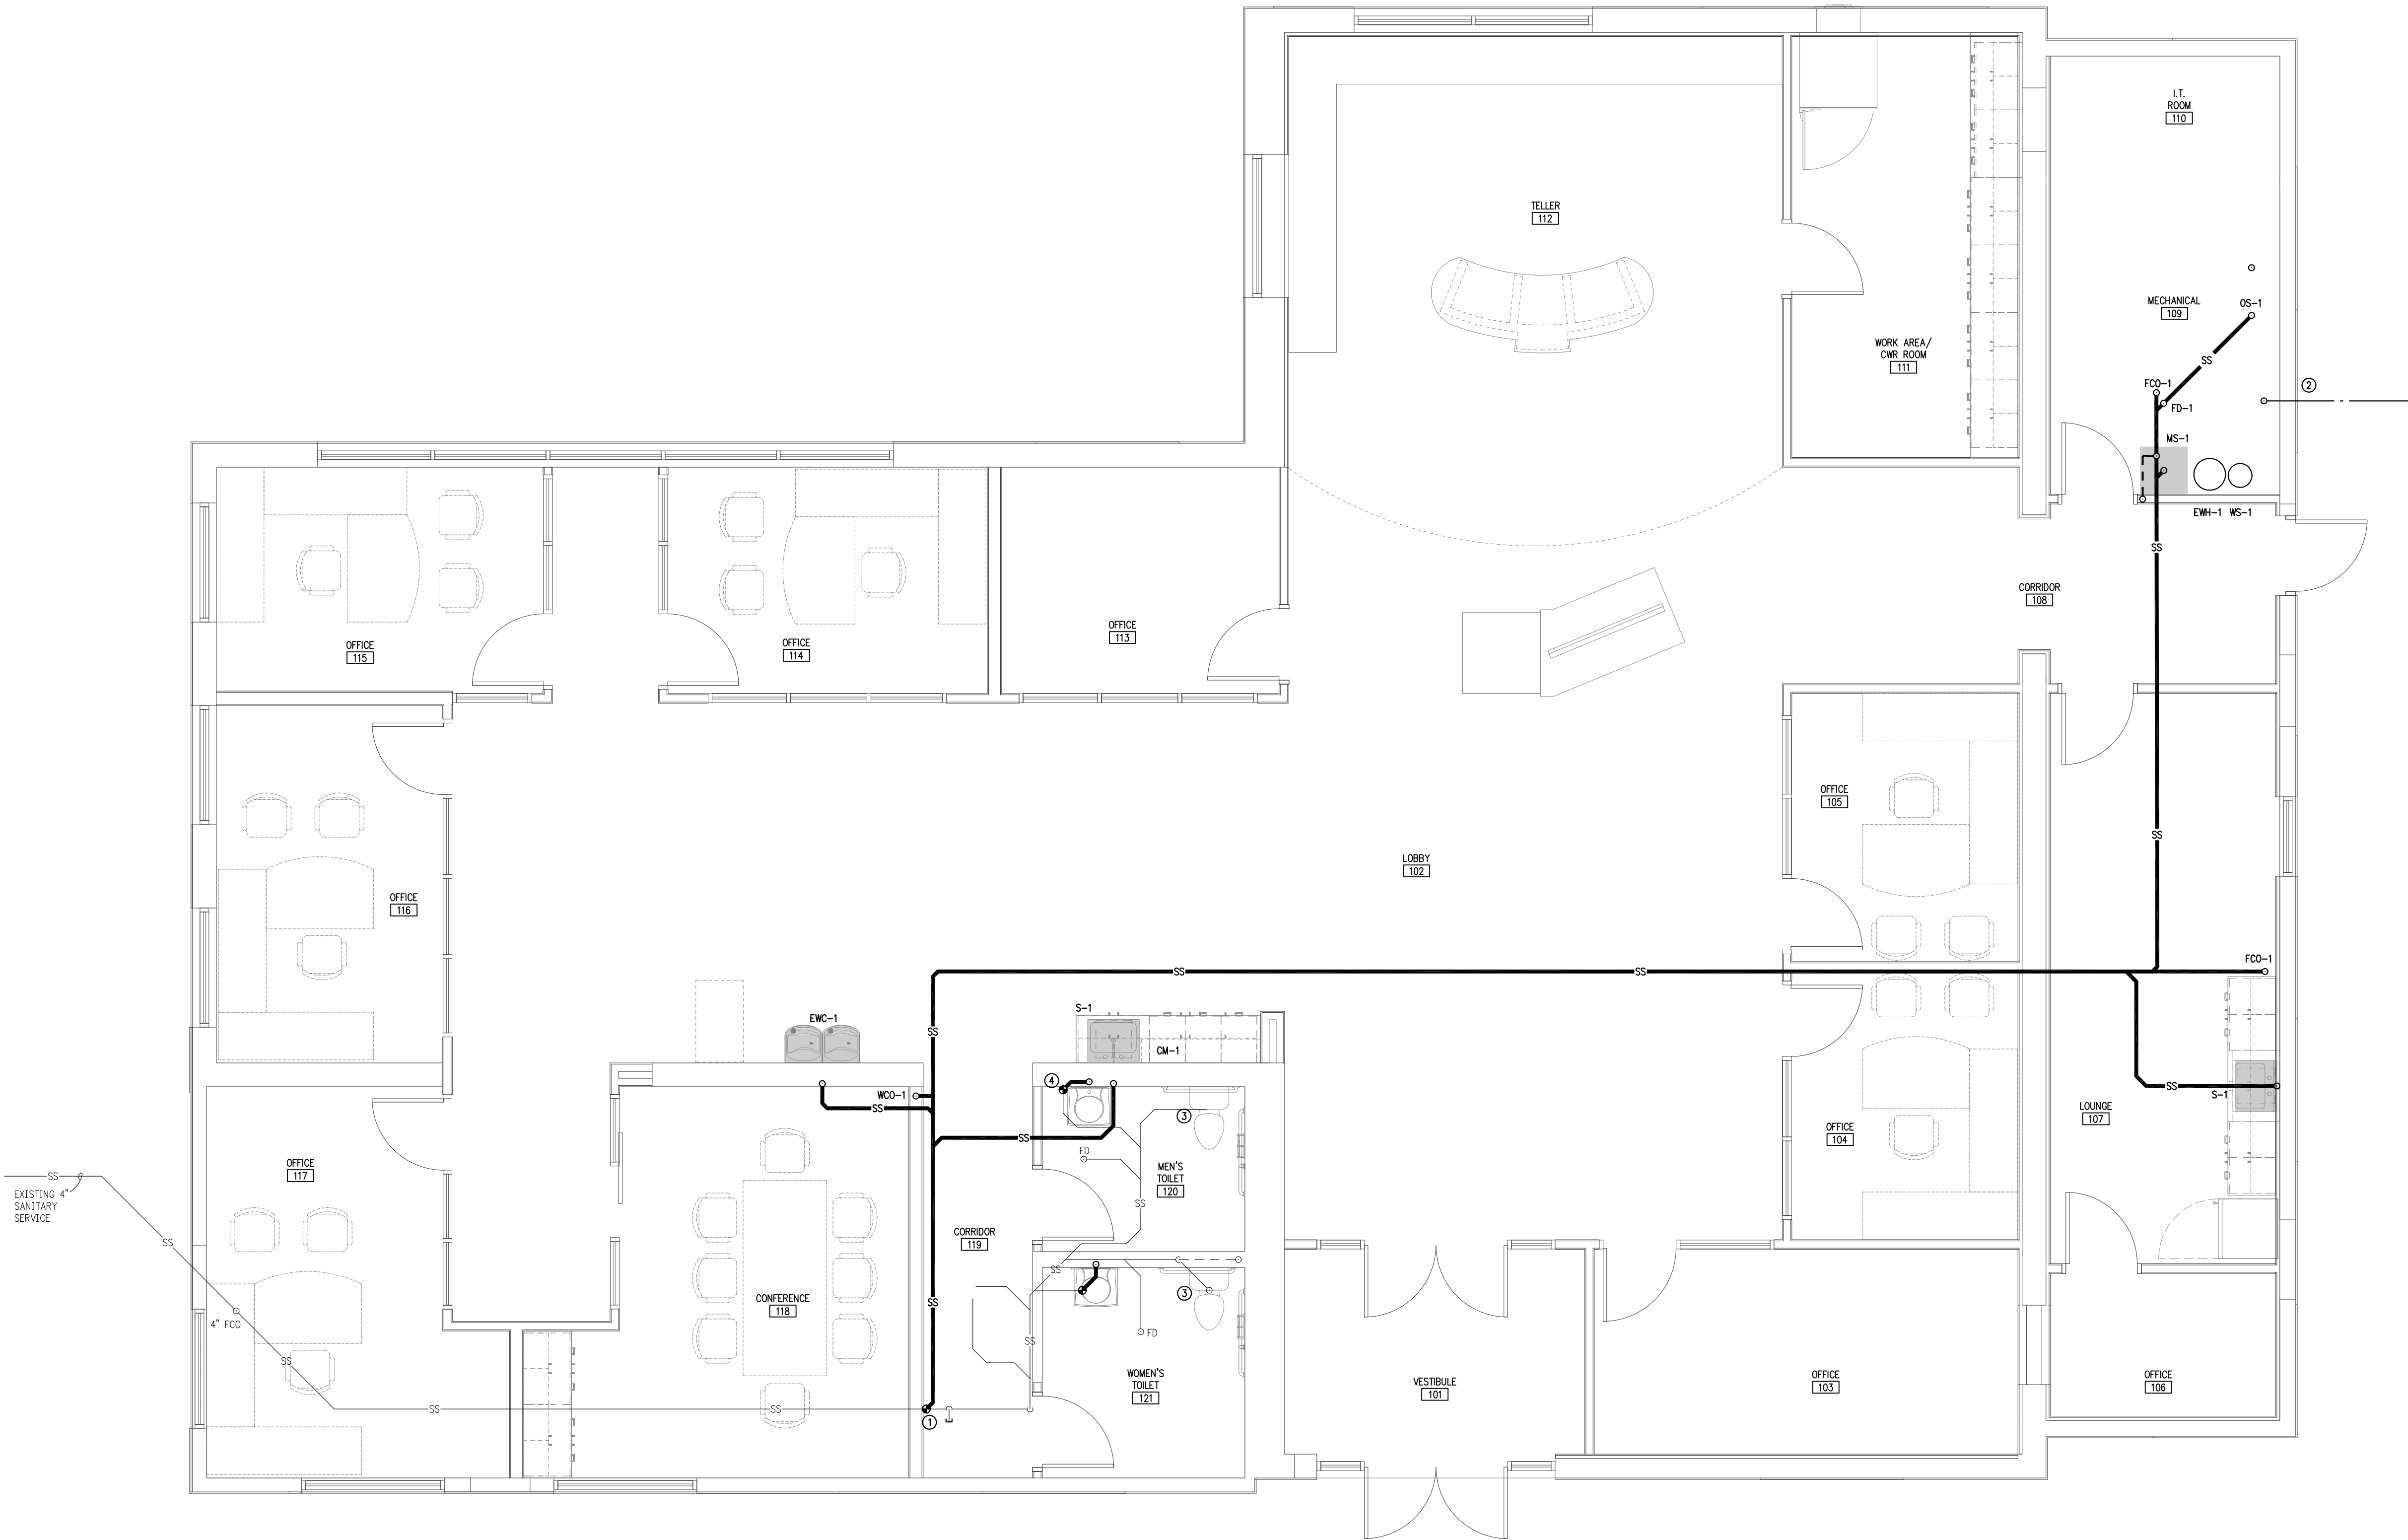 I.T.
ROOM
110
TELLER
112
MECHANICAL
109
OS-1
WORK AREA/
CWR ROOM
111
SS
FCO-1
FD-1
2
MS-1
EWH-1 WS-1
SS
CORRIDOR
108
OFFICE
115
OFFICE
114
OFFICE
113
OFFICE
105
SS
LOBBY
102
OFFICE
116
FCO-1
SS
SS
S-1
EWC-1
SS
CM-1
4
WCO-1
SS
SS
S-1
LOUNGE
107
3
OFFICE
104
SS
FD
MEN'S
TOILET
120
SS
OFFICE
117
SS
EXISTING 4"
SANITARY
SERVICE
SS
CORRIDOR
119
SS
CONFERENCE
118
SS
3
4" FCO
FD
SS
SS
WOMEN'S
TOILET
121
VESTIBULE
101
OFFICE
103
OFFICE
106
SS
SS
1